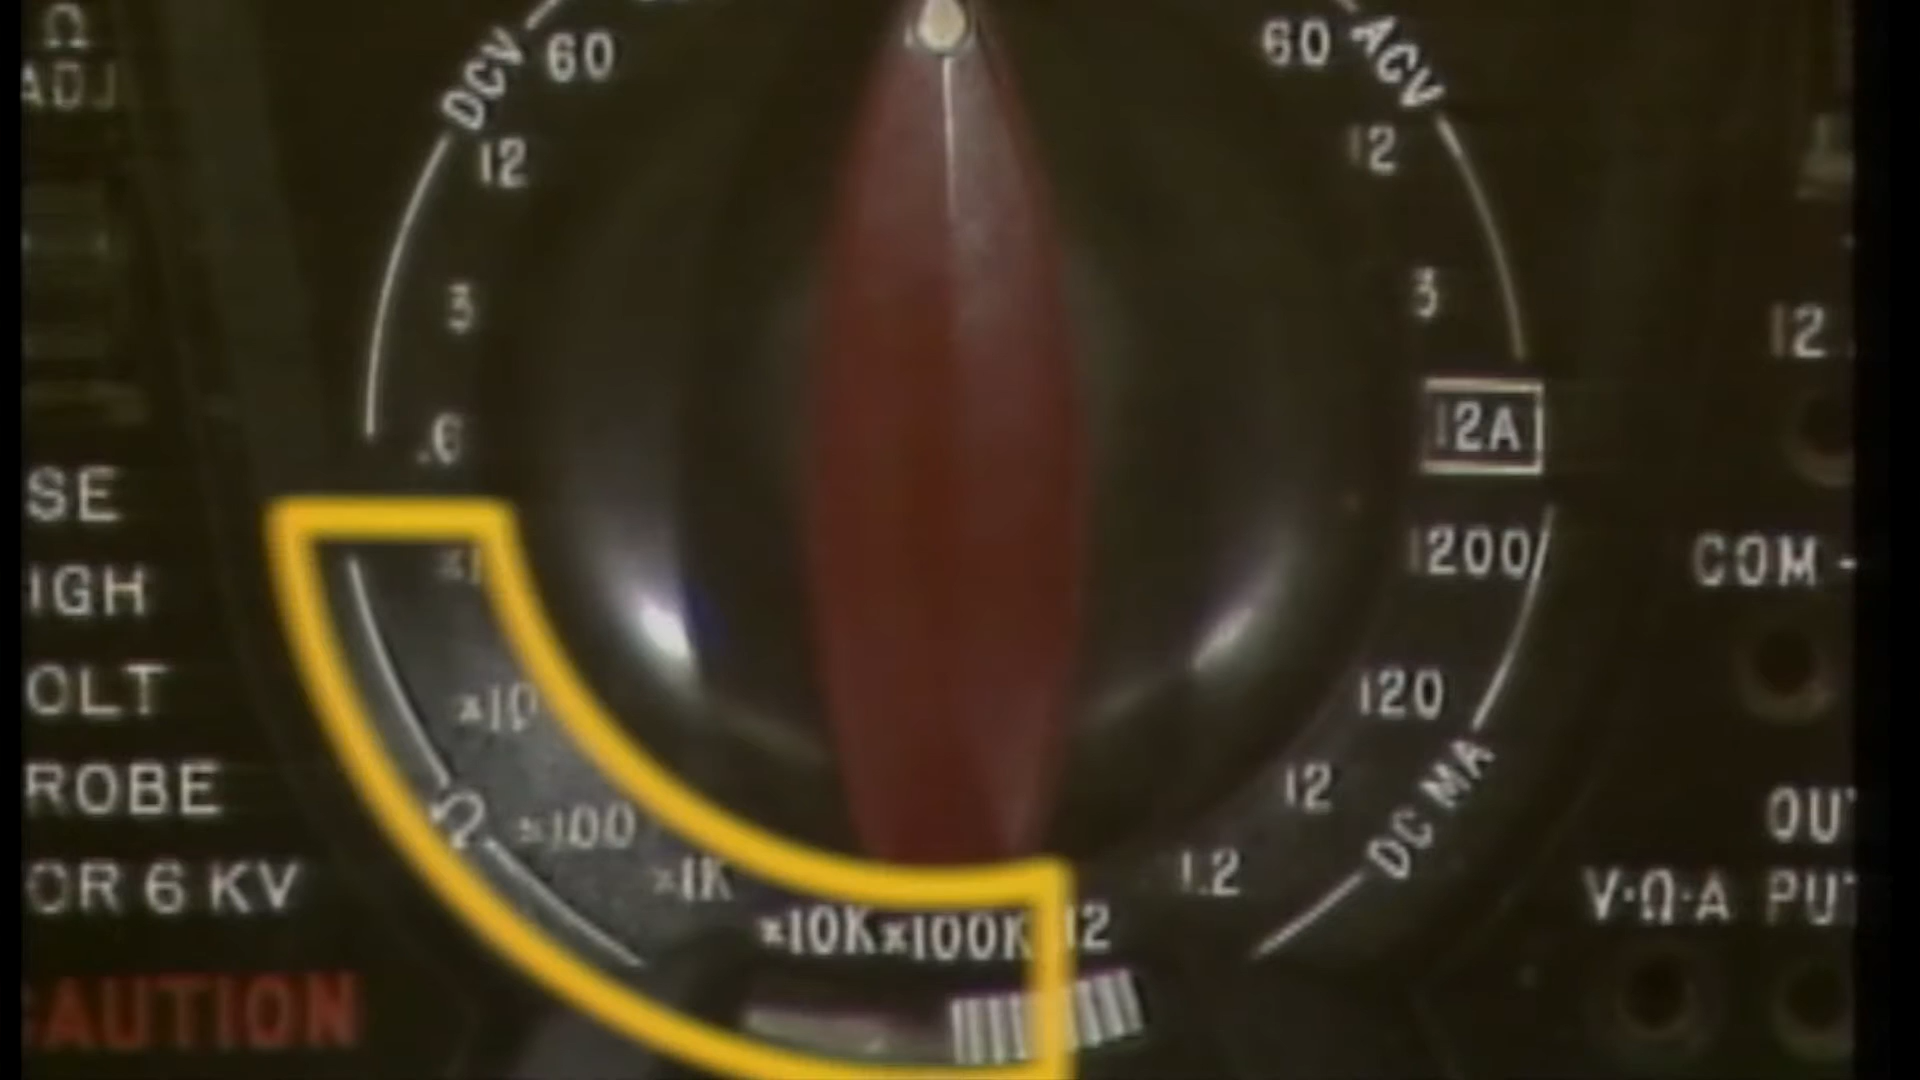 Ω
ADJ
DCV
60
60
ACV
12
12
3
3
12
.6
12A
SE
1200
COM -
IGH
x1
OLT
x10
120
DC MA
ROBE
12
OU
Ω
x100
x1K
1.2
OR 6 KV
V·Ω·A PU
x10K x100K
12
CAUTION